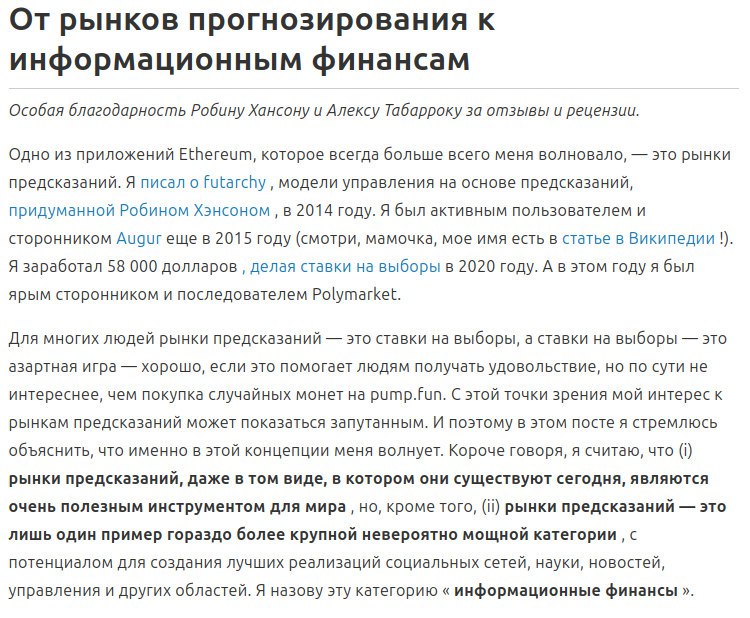 От рынков прогнозирования к
информационным финансам
Особая благодарность Робину Хансону и Алексу Табарроку за отзывы и рецензии.
Одно из приложений Ethereum, которое всегда больше всего меня волновало, — это рынки
предсказаний. Я писал о futarchy , модели управления на основе предсказаний,
придуманной Робином Хэнсоном , в 2014 году. Я был активным пользователем и
сторонником Augur еще в 2015 году (смотри, мамочка, мое имя есть в статье в Википедии !).
Я заработал 58 000 долларов , делая ставки на выборы в 2020 году. А в этом году я был
ярым сторонником и последователем Polymarket.
Для многих людей рынки предсказаний — это ставки на выборы, а ставки на выборы — это
азартная игра — хорошо, если это помогает людям получать удовольствие, но по сути не
интереснее, чем покупка случайных монет на pump.fun. С этой точки зрения мой интерес к
рынкам предсказаний может показаться запутанным. И поэтому в этом посте я стремлюсь
объяснить, что именно в этой концепции меня волнует. Короче говоря, я считаю, что (i)
рынки предсказаний, даже в том виде, в котором они существуют сегодня, являются
очень полезным инструментом для мира , но, кроме того, (ii) рынки предсказаний — это
лишь один пример гораздо более крупной невероятно мощной категории , с
потенциалом для создания лучших реализаций социальных сетей, науки, новостей,
управления и других областей. Я назову эту категорию « информационные финансы ».